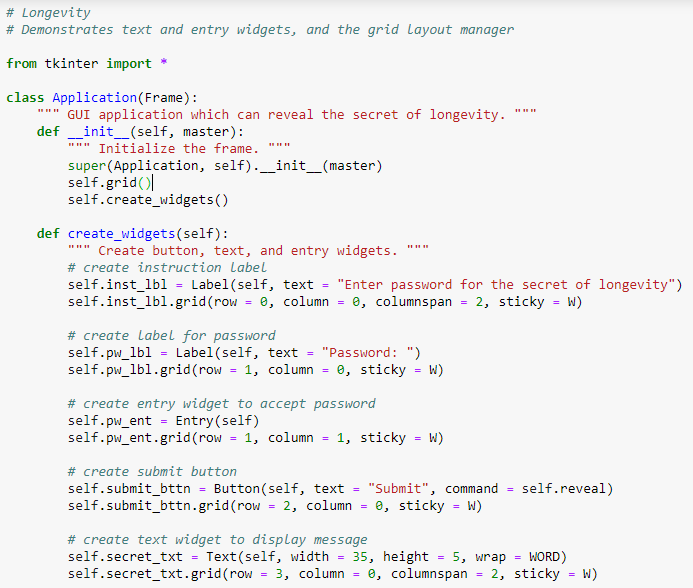 # Longevity
# Demonstrates text and entry widgets, and the grid layout manager

from tkinter import *

class Application(Frame):
    """ GUI application which can reveal the secret of longevity. """
    def __init__(self, master):
        """ Initialize the frame. """
        super(Application, self).__init__(master)
        self.grid()
        self.create_widgets()

    def create_widgets(self):
        """ Create button, text, and entry widgets. """
        # create instruction label
        self.inst_lbl = Label(self, text = "Enter password for the secret of longevity")
        self.inst_lbl.grid(row = 0, column = 0, columnspan = 2, sticky = W)

        # create label for password
        self.pw_lbl = Label(self, text = "Password: ")
        self.pw_lbl.grid(row = 1, column = 0, sticky = W)

        # create entry widget to accept password
        self.pw_ent = Entry(self)
        self.pw_ent.grid(row = 1, column = 1, sticky = W)

        # create submit button
        self.submit_bttn = Button(self, text = "Submit", command = self.reveal)
        self.submit_bttn.grid(row = 2, column = 0, sticky = W)

        # create text widget to display message
        self.secret_txt = Text(self, width = 35, height = 5, wrap = WORD)
        self.secret_txt.grid(row = 3, column = 0, columnspan = 2, sticky = W)